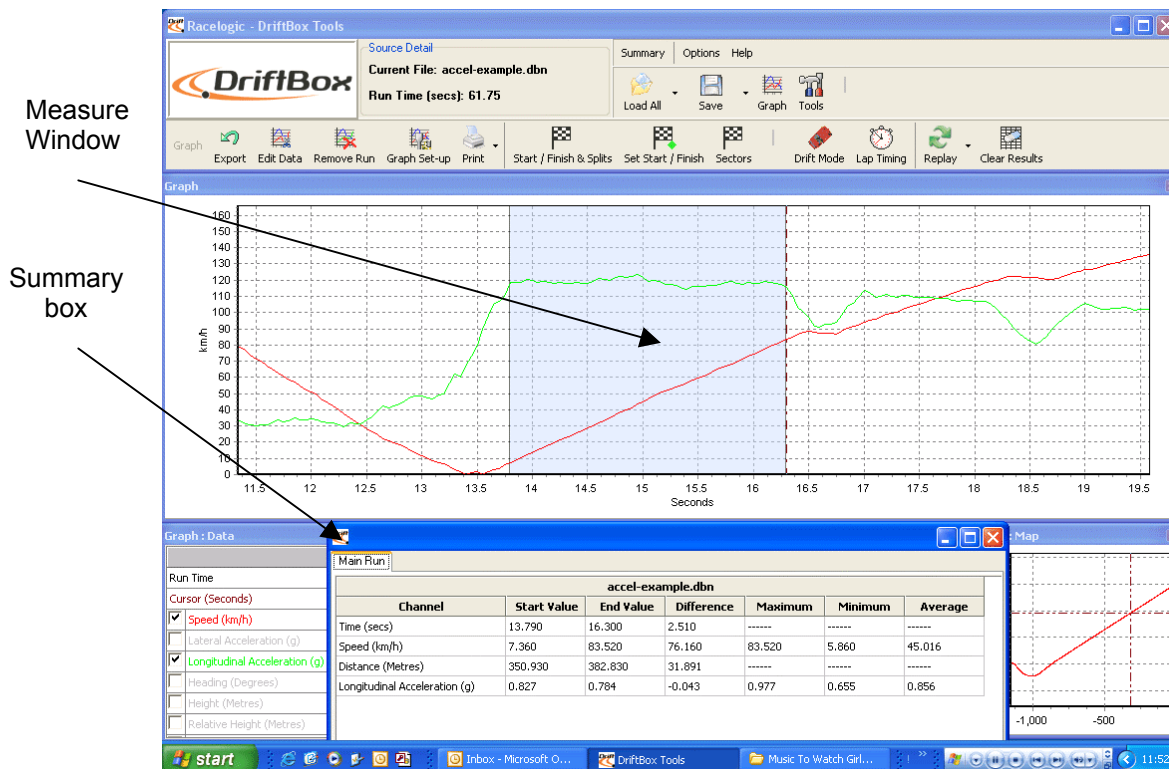 Racelogic - DriftBox Tools
DriftBox
Source Detail
Current File: accel-example.dbn
Run Time (secs): 61.75
Summary Options Help
Load All Save Graph Tools
Measure
Window
Graph Export Edit Data Remove Run Graph Set-up Print Start / Finish & Splits Set Start / Finish Sectors Drift Mode Lap Timing Replay Clear Results
Graph
160
150
140
130
120
110
100
90
80
70
60
50
40
30
20
10
0
km/h
11.5 12 12.5 13 13.5 14 14.5 15 15.5 16 16.5 17 17.5 18 18.5 19 19.5
Seconds
Summary
box
Graph : Data
Run Time
Cursor (Seconds)
Speed (km/h)
Lateral Acceleration (g)
Longitudinal Acceleration (g)
Heading (Degrees)
Height (Metres)
Relative Height (Metres)
Main Run
accel-example.dbn
Channel Start Value End Value Difference Maximum Minimum Average
Time (secs) 13.790 16.300 2.510 ------ ------ ------
Speed (km/h) 7.360 83.520 76.160 83.520 5.860 45.016
Distance (Metres) 350.930 382.830 31.891 ------ ------ ------
Longitudinal Acceleration (g) 0.827 0.784 -0.043 0.977 0.655 0.856
: Map
-1,000 -500
start Inbox - Microsoft O... DriftBox Tools Music To Watch Girl... 11:52